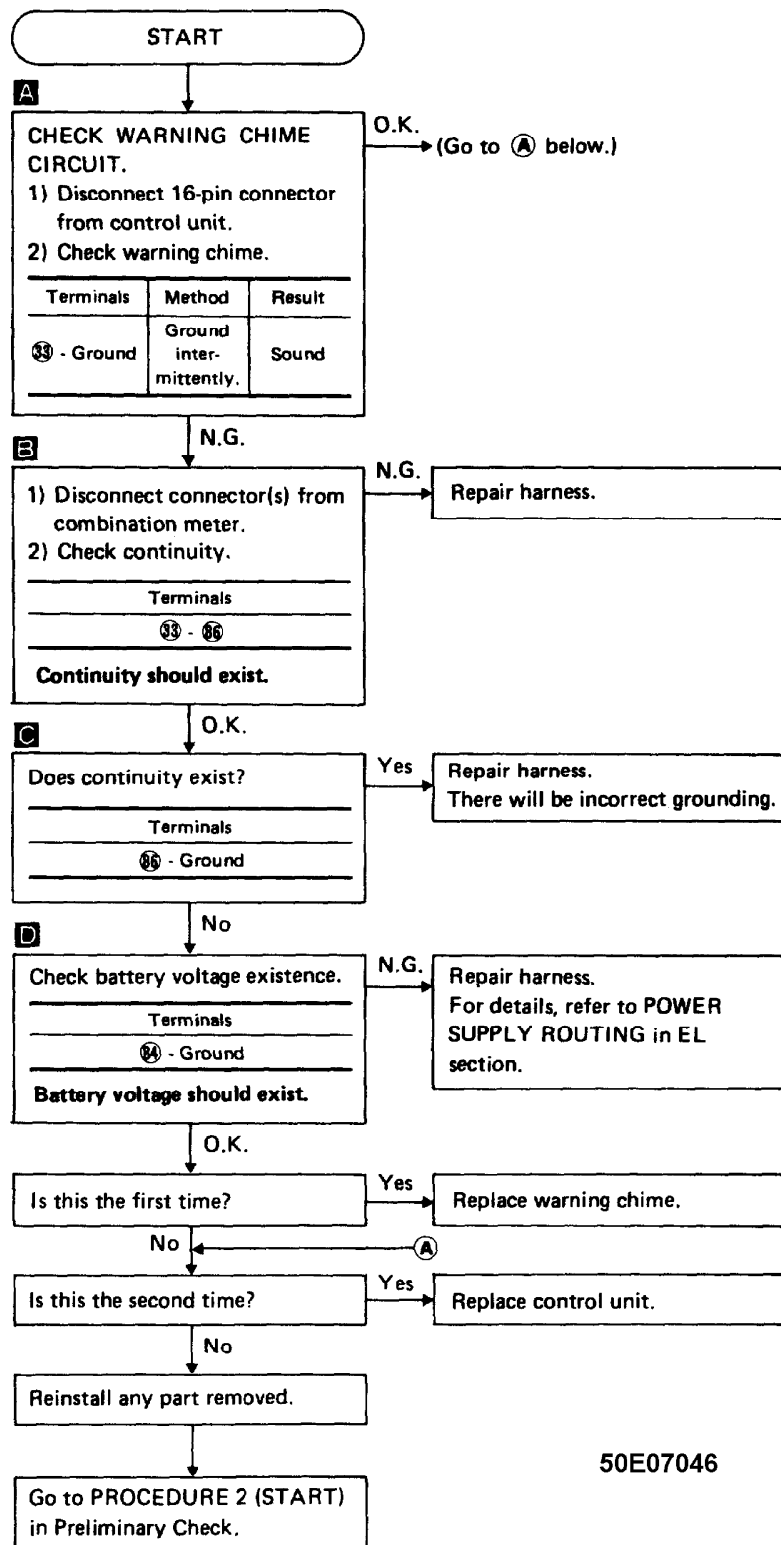 START
A
CHECK WARNING CHIME
CIRCUIT.
1) Disconnect 16-pin connector
from control unit.
2) Check warning chime.
Terminals Method Result
33 - Ground Ground
inter-
mittently. Sound
O.K.
(Go to Ⓐ below.)
N.G.
B
1) Disconnect connector(s) from
combination meter.
2) Check continuity.
Terminals
33 - 86
Continuity should exist.
N.G.
Repair harness.
O.K.
C
Does continuity exist?
Terminals
86 - Ground
Yes
Repair harness.
There will be incorrect grounding.
No
D
Check battery voltage existence.
Terminals
84 - Ground
Battery voltage should exist.
N.G.
Repair harness.
For details, refer to POWER
SUPPLY ROUTING in EL
section.
O.K.
Is this the first time?
Yes
Replace warning chime.
No
Ⓐ
Is this the second time?
Yes
Replace control unit.
No
Reinstall any part removed.
Go to PROCEDURE 2 (START)
in Preliminary Check.
50E07046